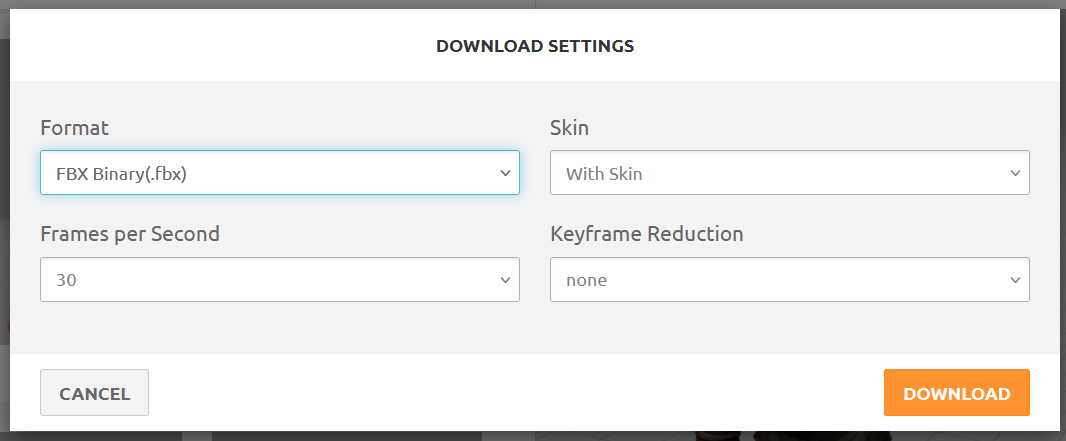 DOWNLOAD SETTINGS
Format
Skin
FBX Binary(.fbx)
With Skin
Frames per Second
Keyframe Reduction
30
none
CANCEL
DOWNLOAD